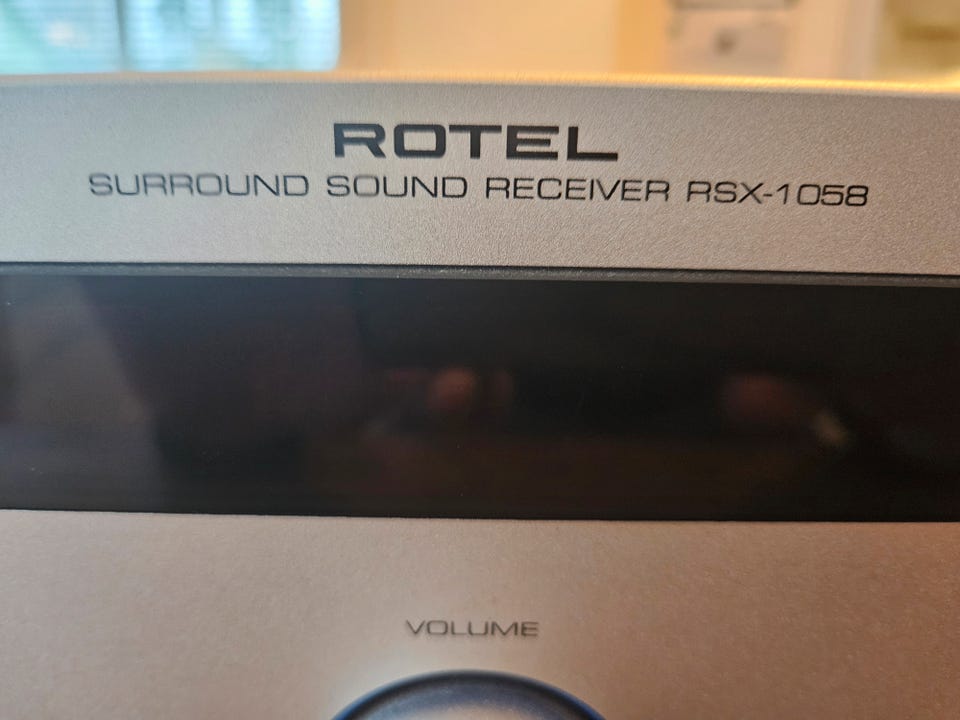 ROTEL
SURROUND SOUND RECEIVER RSX-1058
VOLUME